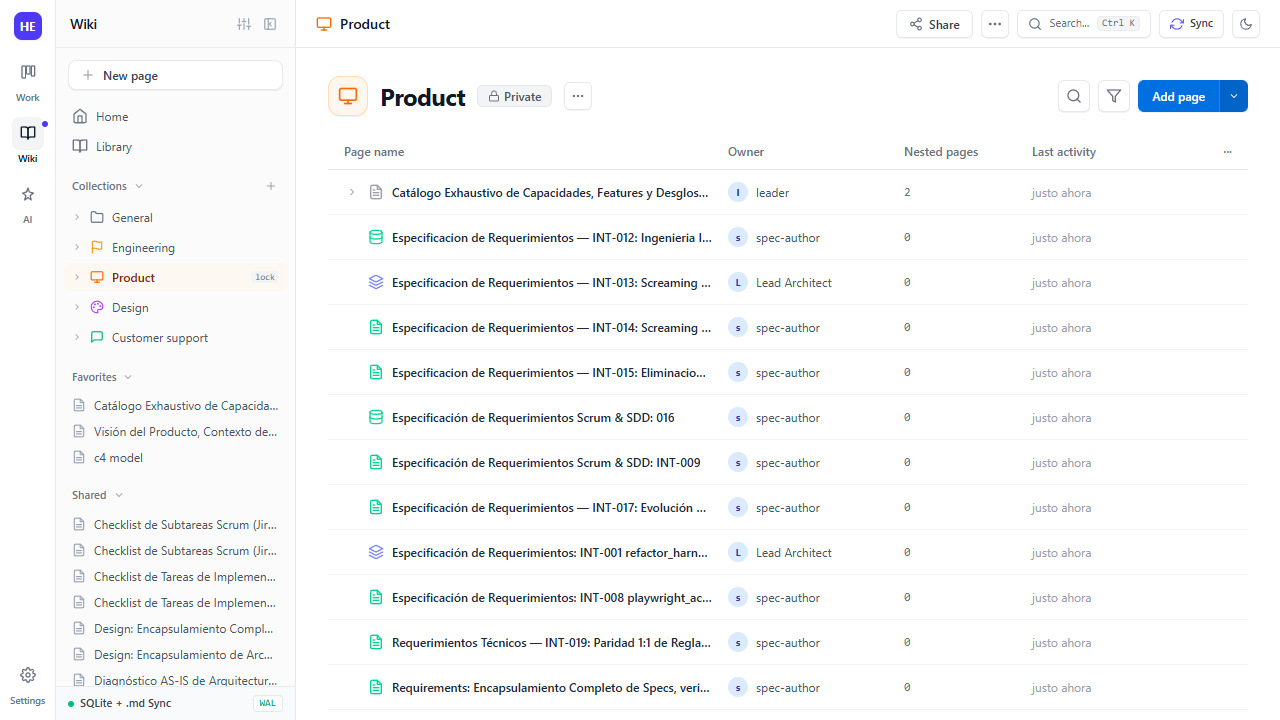 HE
Work
Wiki
AI
Settings
Wiki
New page
Home
Library
Collections
General
Engineering
Product
lock
Design
Customer support
Favorites
Catálogo Exhaustivo de Capacida...
Visión del Producto, Contexto de...
c4 model
Shared
Checklist de Subtareas Scrum (Jir...
Checklist de Subtareas Scrum (Jir...
Checklist de Tareas de Implemen...
Checklist de Tareas de Implemen...
Design: Encapsulamiento Compl...
Design: Encapsulamiento de Arc...
Diagnóstico AS-IS de Arquitectur...
SQLite + .md Sync
WAL
Product
Share
Search...
Ctrl K
Sync
Product
Private
Add page
Page name Owner Nested pages Last activity
Catálogo Exhaustivo de Capacidades, Features y Desglos... I leader 2 justo ahora
Especificacion de Requerimientos — INT-012: Ingenieria I... s spec-author 0 justo ahora
Especificacion de Requerimientos — INT-013: Screaming ... L Lead Architect 0 justo ahora
Especificacion de Requerimientos — INT-014: Screaming ... s spec-author 0 justo ahora
Especificacion de Requerimientos — INT-015: Eliminacio... s spec-author 0 justo ahora
Especificación de Requerimientos Scrum & SDD: 016 s spec-author 0 justo ahora
Especificación de Requerimientos Scrum & SDD: INT-009 s spec-author 0 justo ahora
Especificación de Requerimientos — INT-017: Evolución ... s spec-author 0 justo ahora
Especificación de Requerimientos: INT-001 refactor_harn... L Lead Architect 0 justo ahora
Especificación de Requerimientos: INT-008 playwright_ac... s spec-author 0 justo ahora
Requerimientos Técnicos — INT-019: Paridad 1:1 de Regla... s spec-author 0 justo ahora
Requirements: Encapsulamiento Completo de Specs, veri... s spec-author 0 justo ahora